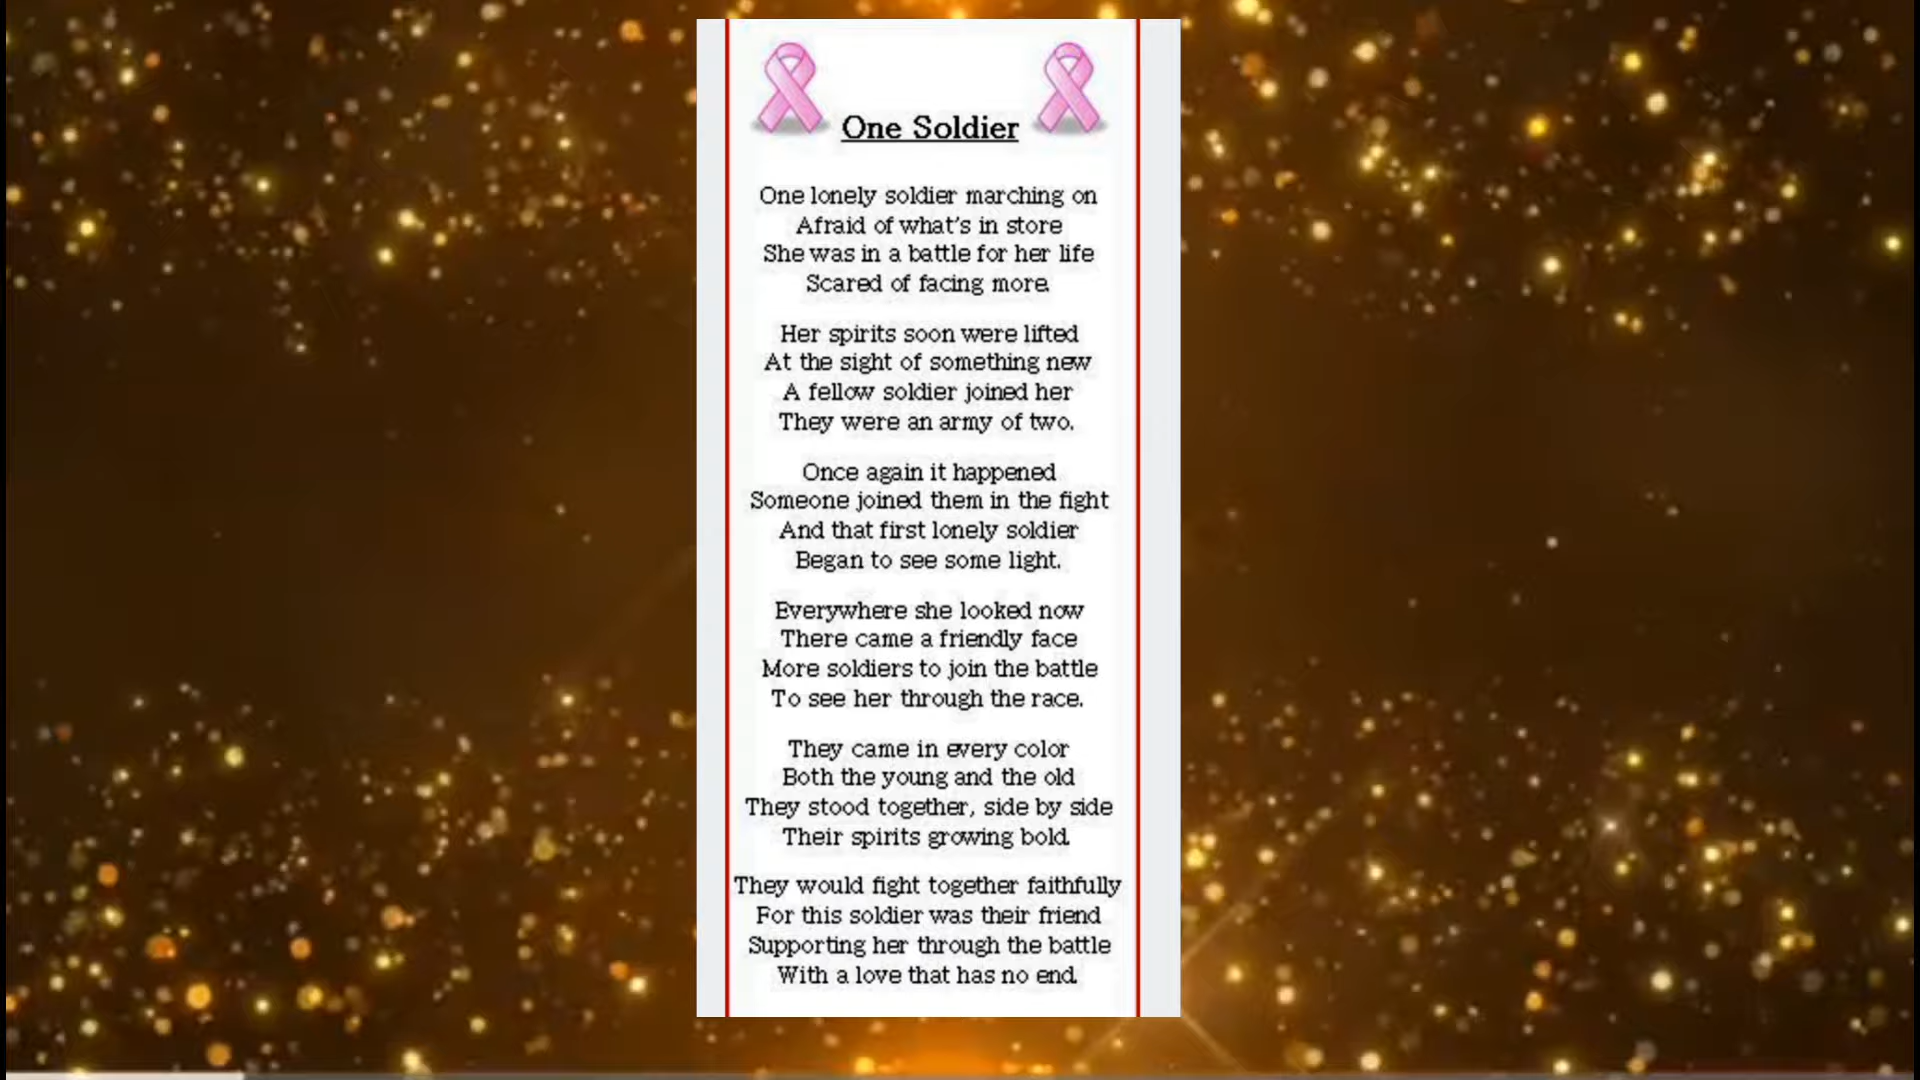 One Soldier
One lonely soldier marching on
Afraid of what's in store
She was in a battle for her life
Scared of facing more.
Her spirits soon were lifted
At the sight of something new
A fellow soldier joined her
They were an army of two.
Once again it happened
Someone joined them in the fight
And that first lonely soldier
Began to see some light.
Everywhere she looked now
There came a friendly face
More soldiers to join the battle
To see her through the race.
They came in every color
Both the young and the old
They stood together, side by side
Their spirits growing bold.
They would fight together faithfully
For this soldier was their friend
Supporting her through the battle
With a love that has no end.